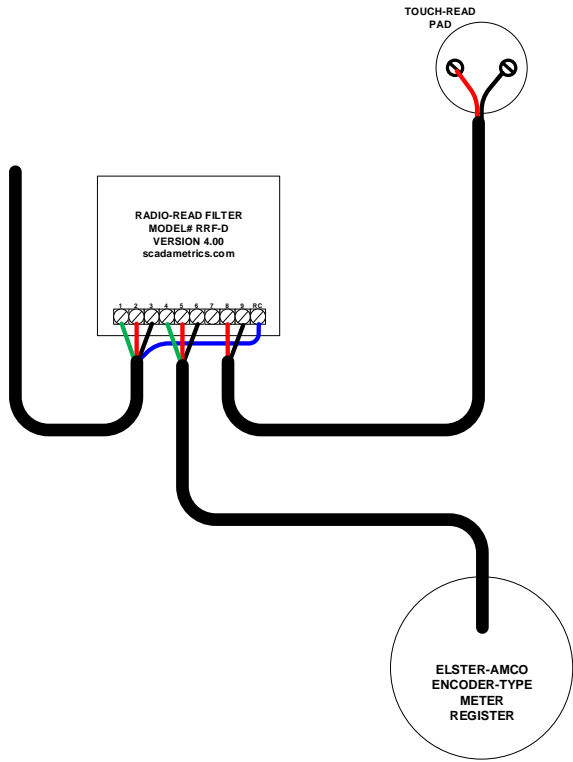 TOUCH-READ
PAD
RADIO-READ FILTER
MODEL# RRF-D
VERSION 4.00
scadametrics.com
1 2 3 4 5 6 7 8 9 RC
ELSTER-AMCO
ENCODER-TYPE
METER
REGISTER